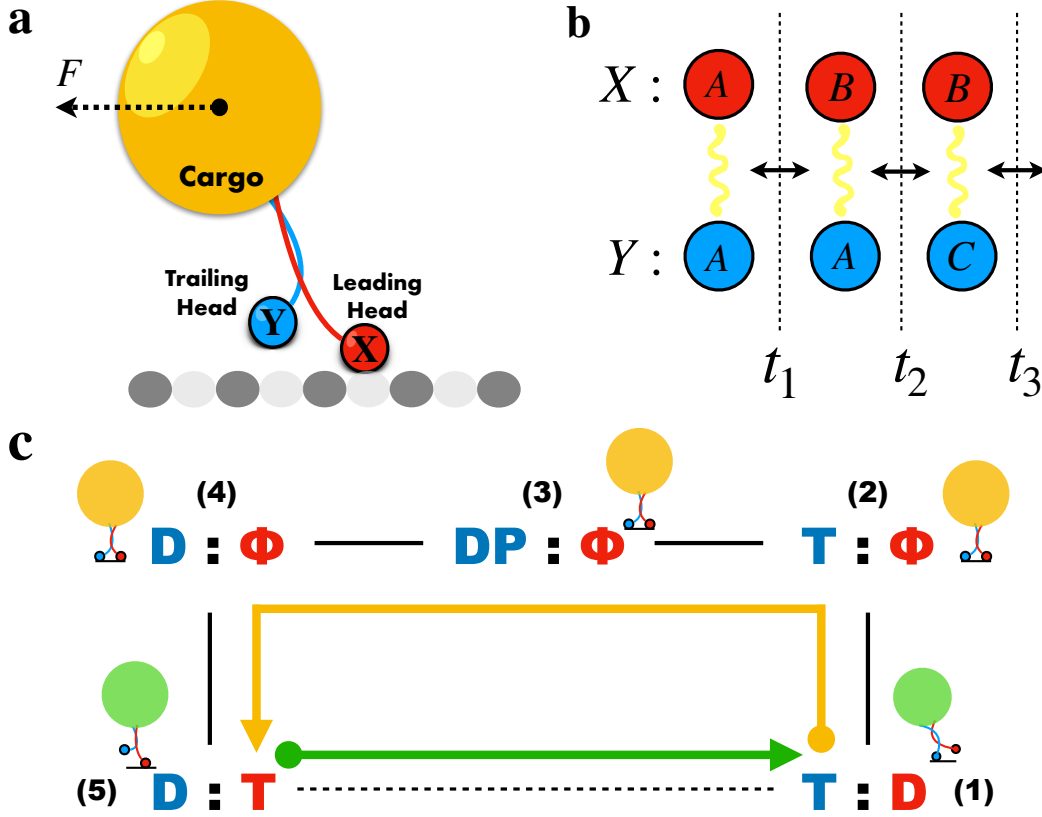 a
F
Cargo
Trailing
Head
Leading
Head
Y
X
b
X : A B B
Y : A A C
t1 t2 t3
c
(4) (3) (2)
D : Φ DP : Φ T : Φ
(5) D : T T : D (1)